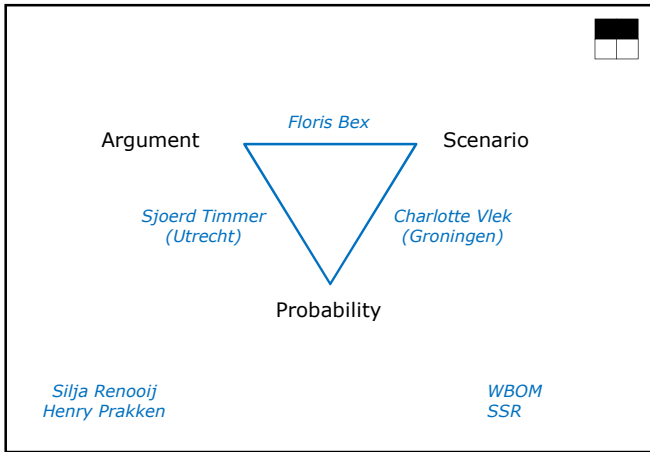 Floris Bex
Argument
Scenario
Sjoerd Timmer
(Utrecht)
Charlotte Vlek
(Groningen)
Probability
Silja Renooij
Henry Prakken
WBOM
SSR